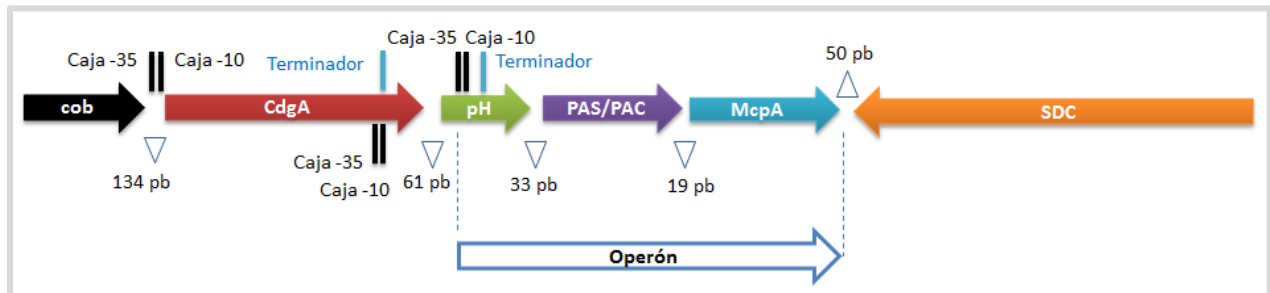 Caja -35 Caja -10
Terminador
Caja -35 Caja -10
Terminador
50 pb
cob
CdgA
pH
PAS/PAC
McpA
SDC
134 pb
Caja -35
Caja -10
61 pb
33 pb
19 pb
Operón